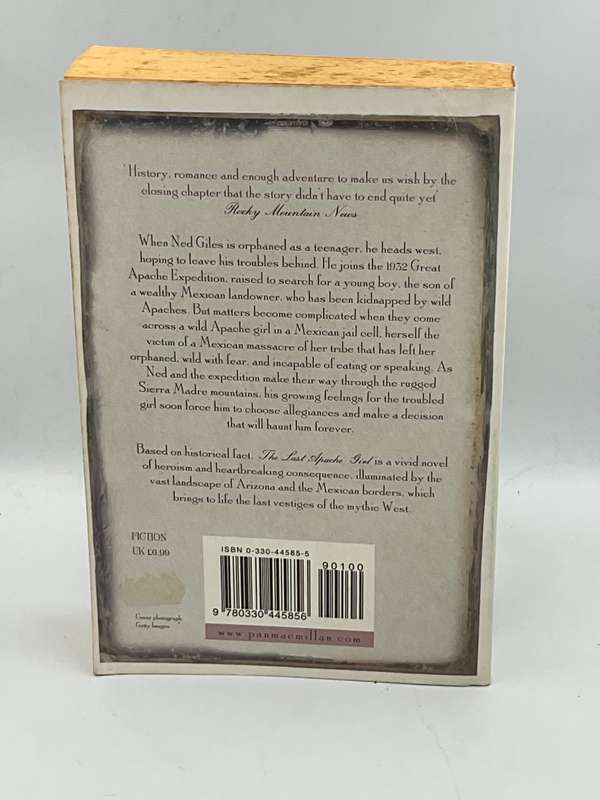 'History, romance and enough adventure to make us wish by the
closing chapter that the story didn't have to end quite yet'
Rocky Mountain News
When Ned Giles is orphaned as a teenager, he heads west,
hoping to leave his troubles behind. He joins the 1932 Great
Apache Expedition, raised to search for a young boy, the son of
a wealthy Mexican landowner, who has been kidnapped by wild
Apaches. But matters become complicated when they come
across a wild Apache girl in a Mexican jail cell, herself the
victim of a Mexican massacre of her tribe that has left her
orphaned, wild with fear, and incapable of eating or speaking. As
Ned and the expedition make their way through the rugged
Sierra Madre mountains, his growing feelings for the troubled
girl soon force him to choose allegiances and make a decision
that will haunt him forever.
Based on historical fact, The Last Apache Girl is a vivid novel
of heroism and heartbreaking consequence, illuminated by the
vast landscape of Arizona and the Mexican borders, which
brings to life the last vestiges of the mythic West.
FICTION
UK £6.99
ISBN 0-330-44585-5
90100
9 780330 445856
www.panmacmillan.com
Cover photograph:
Getty Images